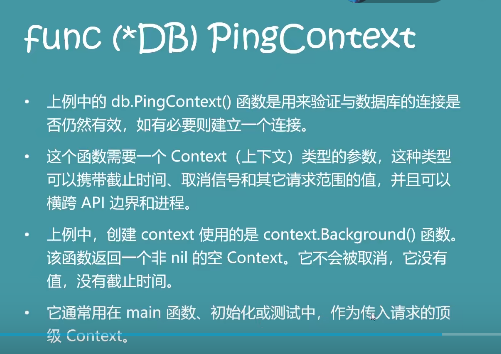 func (*DB) PingContext
• 上例中的 db.PingContext() 函数是用来验证与数据库的连接是
否仍然有效，如有必要则建立一个连接。
• 这个函数需要一个 Context（上下文）类型的参数，这种类型
可以携带截止时间、取消信号和其它请求范围的值，并且可以
横跨 API 边界和进程。
• 上例中，创建 context 使用的是 context.Background() 函数。
该函数返回一个非 nil 的空 Context。它不会被取消，它没有
值，没有截止时间。
• 它通常用在 main 函数、初始化或测试中，作为传入请求的顶
级 Context。